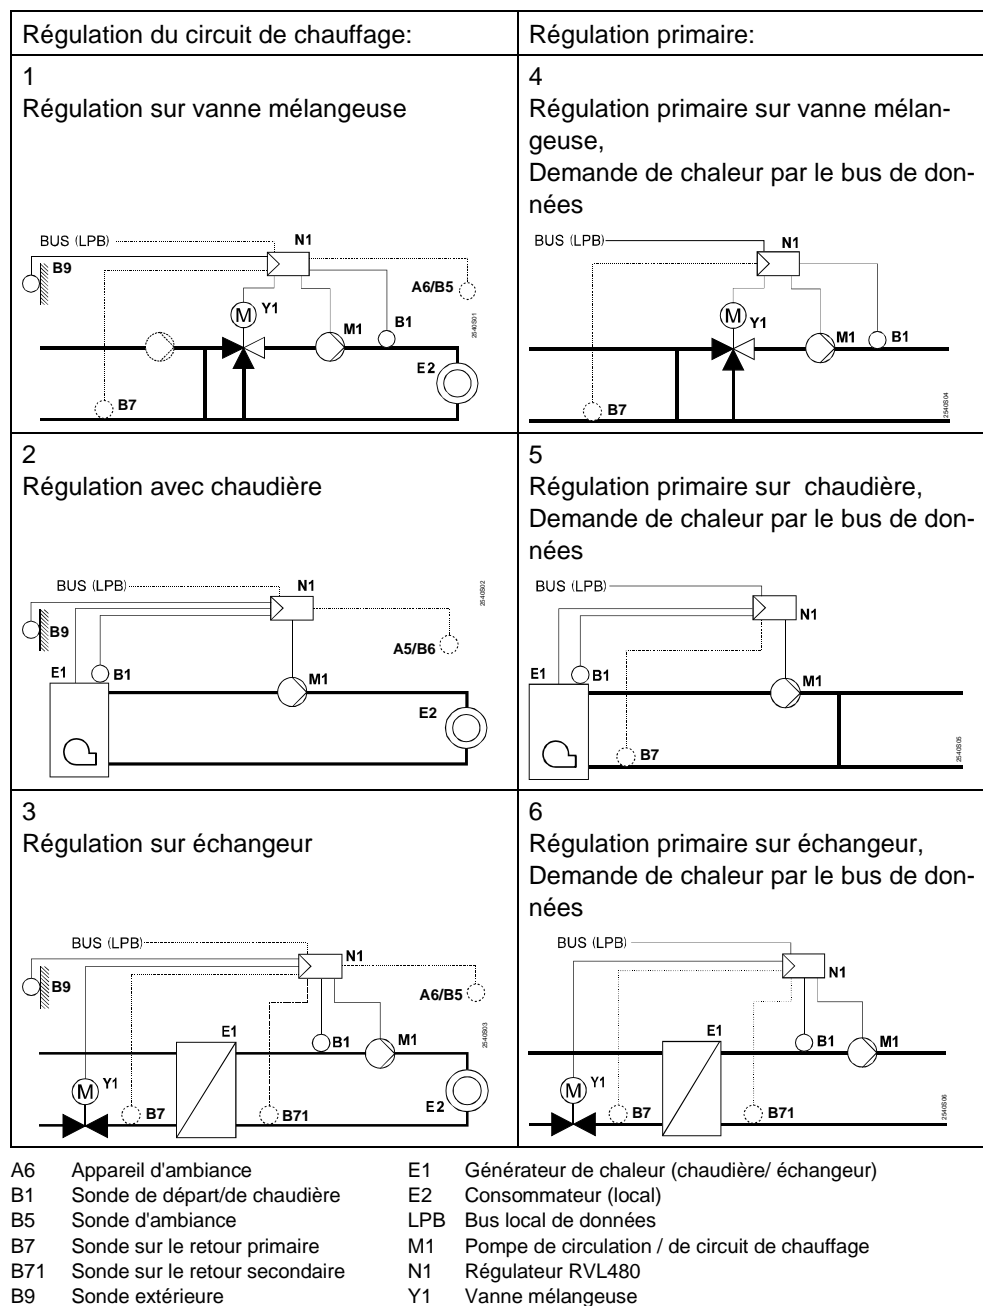 Régulation du circuit de chauffage:
Régulation primaire:
1
Régulation sur vanne mélangeuse
BUS (LPB)
N1
B9
A6/B5
Y1
M1
B1
E2
B7
M
2540S01
4
Régulation primaire sur vanne mélan-
geuse,
Demande de chaleur par le bus de don-
nées
BUS (LPB)
N1
M
Y1
M1
B1
B7
2540S04
2
Régulation avec chaudière
BUS (LPB)
N1
2540S02
B9
A5/B6
E1
B1
M1
E2
5
Régulation primaire sur  chaudière,
Demande de chaleur par le bus de don-
nées
BUS (LPB)
N1
E1
B1
M1
B7
2540S05
3
Régulation sur échangeur
BUS (LPB)
N1
B9
A6/B5
E1
B1
M1
2540S03
M
Y1
B7
B71
E2
6
Régulation primaire sur échangeur,
Demande de chaleur par le bus de don-
nées
BUS (LPB)
N1
E1
B1
M1
M
Y1
B7
B71
2540S06
A6 Appareil d'ambiance
B1 Sonde de départ/de chaudière
B5 Sonde d'ambiance
B7 Sonde sur le retour primaire
B71 Sonde sur le retour secondaire
B9 Sonde extérieure
E1 Générateur de chaleur (chaudière/ échangeur)
E2 Consommateur (local)
LPB Bus local de données
M1 Pompe de circulation / de circuit de chauffage
N1 Régulateur RVL480
Y1 Vanne mélangeuse